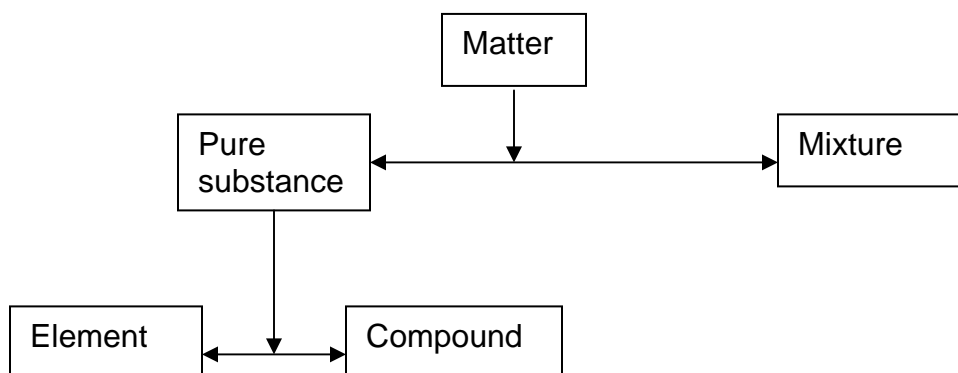 Matter
Pure
substance
Mixture
Element
Compound